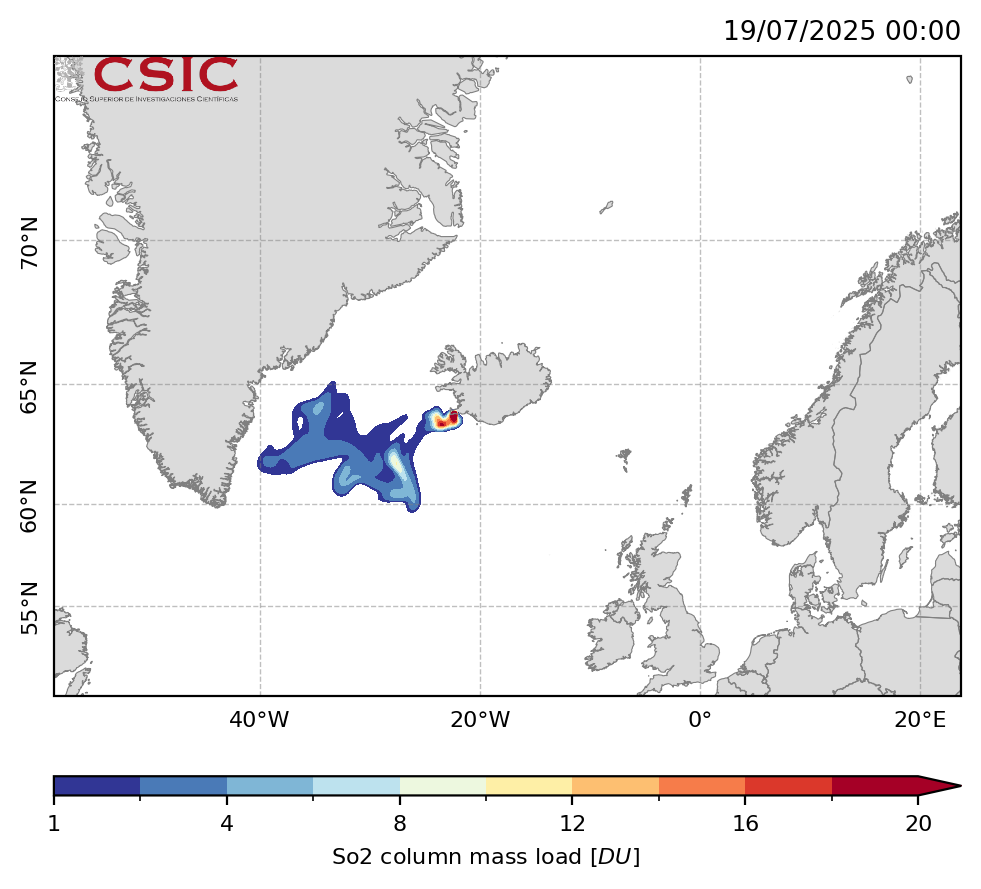 19/07/2025 00:00
CSIC
Consejo Superior de Investigaciones Científicas
70°N
65°N
60°N
55°N
40°W
20°W
0°
20°E
1
4
8
12
16
20
So2 column mass load [DU]